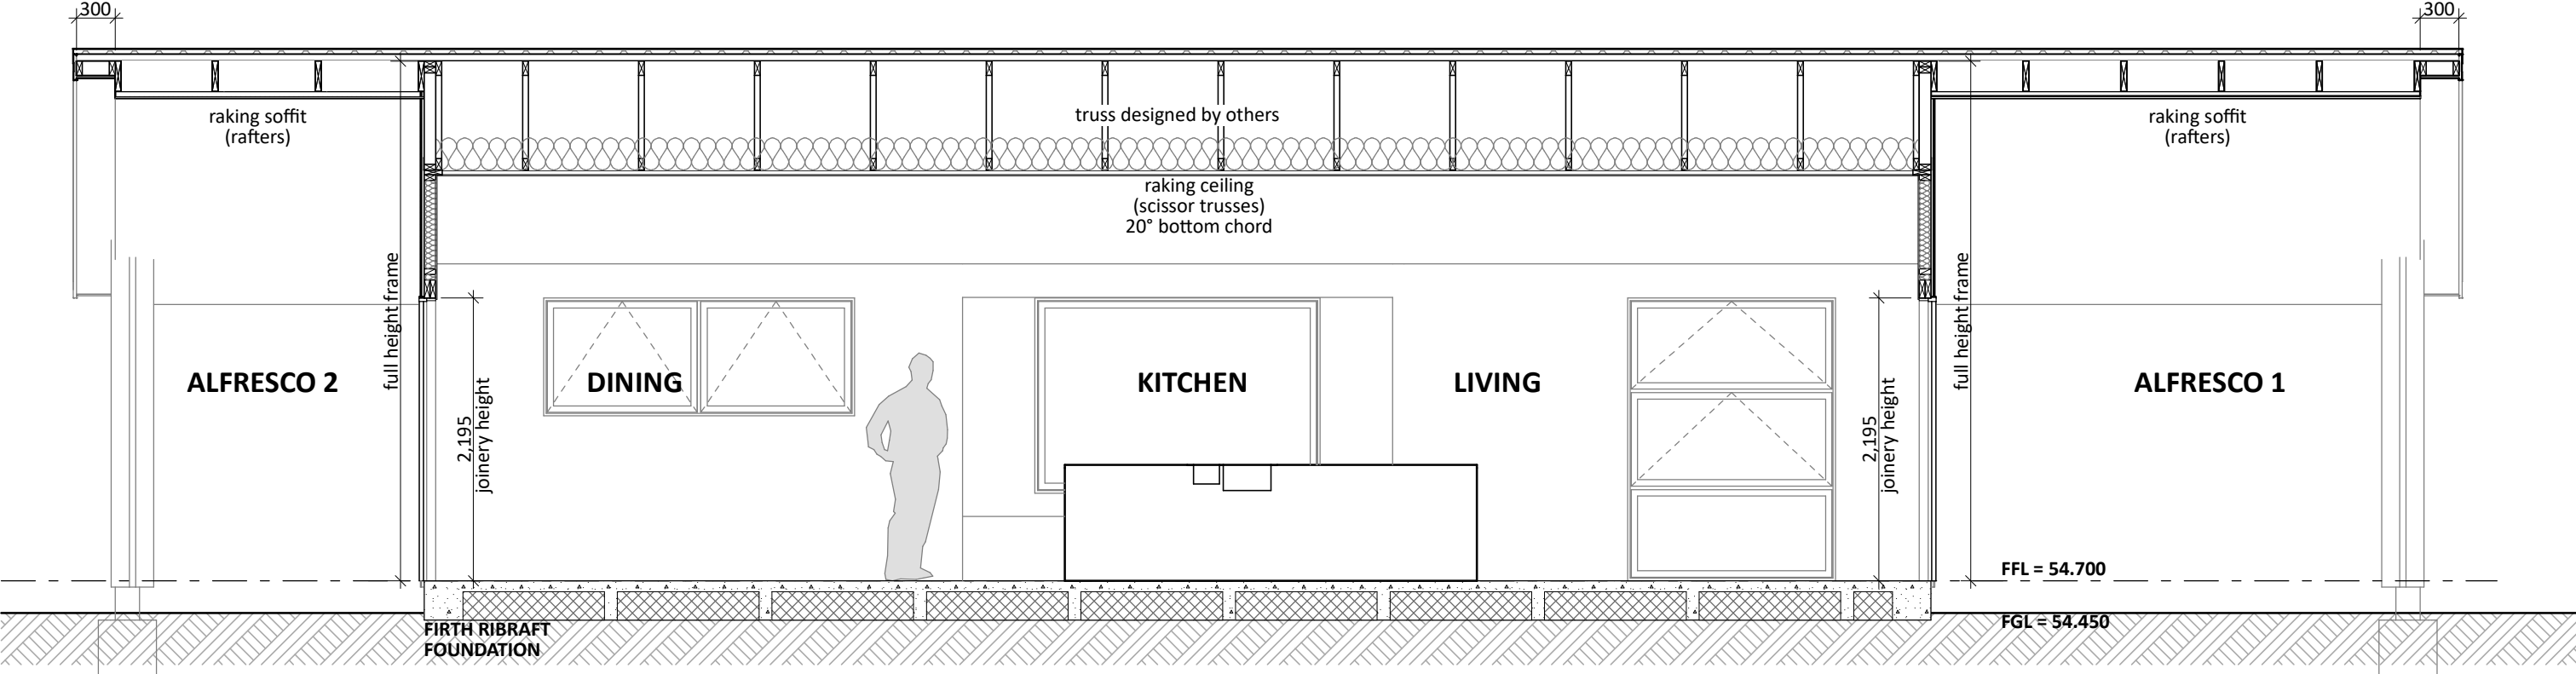 300
300
raking soffit
(rafters)
truss designed by others
raking soffit
(rafters)
raking ceiling
(scissor trusses)
20° bottom chord
full height frame
full height frame
ALFRESCO 2
DINING
KITCHEN
LIVING
ALFRESCO 1
2,195
joinery height
2,195
joinery height
FFL = 54.700
FGL = 54.450
FIRTH RIBRAFT
FOUNDATION